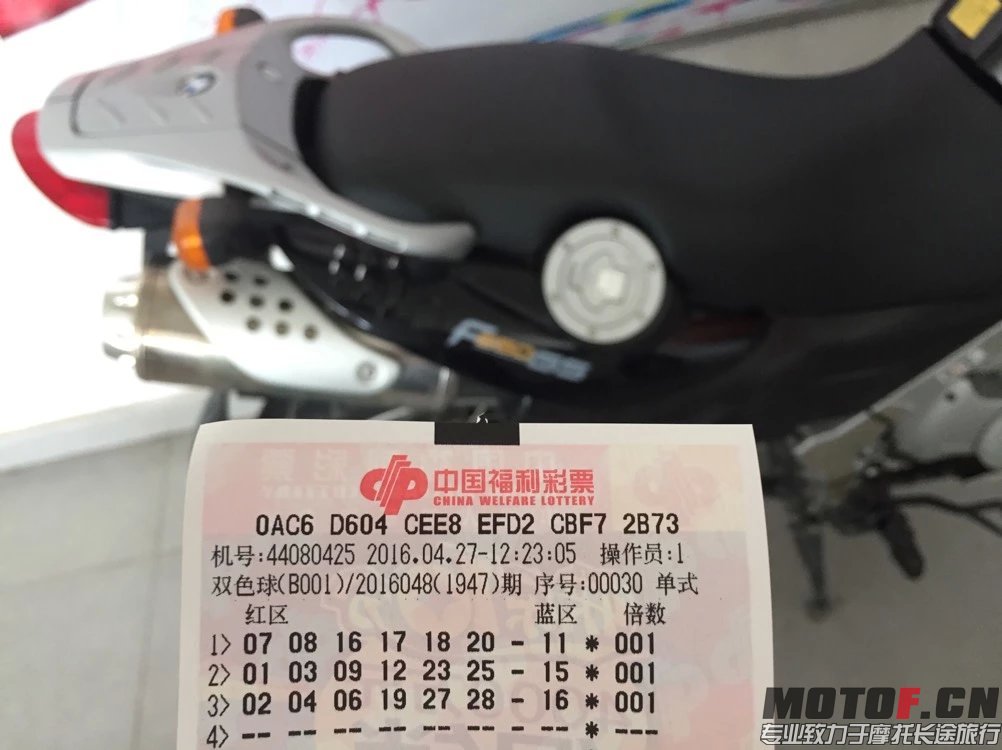 F650GS
中国福利彩票
CHINA WELFARE LOTTERY
0AC6 D604 CEE8 EFD2 CBF7 2B73
机号:44080425 2016.04.27-12:23:05 操作员:1
双色球(B001)/2016048(1947)期 序号:00030 单式
红区 蓝区 倍数
1> 07 08 16 17 18 20 - 11 * 001
2> 01 03 09 12 23 25 - 15 * 001
3> 02 04 06 19 27 28 - 16 * 001
4> -- -- -- -- -- -- - -- * ---
MOTOF.CN
专业致力于摩托长途旅行